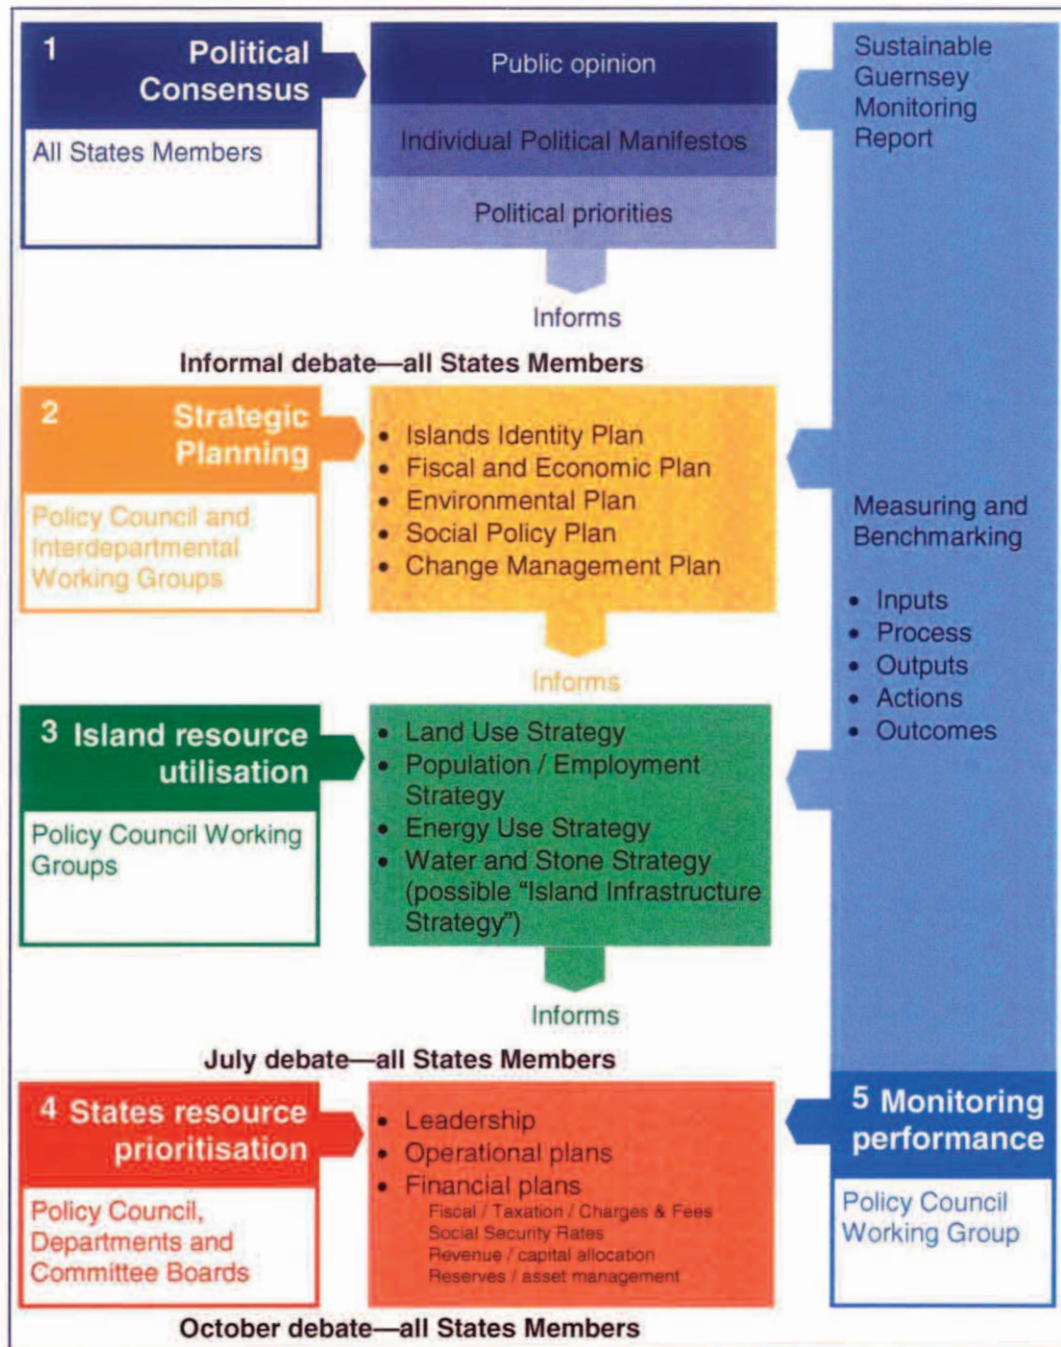 1 Political
Consensus
All States Members
Public opinion
Individual Political Manifestos
Political priorities
Informs
Informal debate—all States Members
2 Strategic
Planning
Policy Council and
Interdepartmental
Working Groups
• Islands Identity Plan
• Fiscal and Economic Plan
• Environmental Plan
• Social Policy Plan
• Change Management Plan
Informs
3 Island resource
utilisation
Policy Council Working
Groups
• Land Use Strategy
• Population / Employment
Strategy
• Energy Use Strategy
• Water and Stone Strategy
(possible “Island Infrastructure
Strategy”)
Informs
July debate—all States Members
4 States resource
prioritisation
Policy Council,
Departments and
Committee Boards
• Leadership
• Operational plans
• Financial plans
Fiscal / Taxation / Charges & Fees
Social Security Rates
Revenue / capital allocation
Reserves / asset management
October debate—all States Members
Sustainable
Guernsey
Monitoring
Report
Measuring and
Benchmarking
• Inputs
• Process
• Outputs
• Actions
• Outcomes
5 Monitoring
performance
Policy Council
Working Group